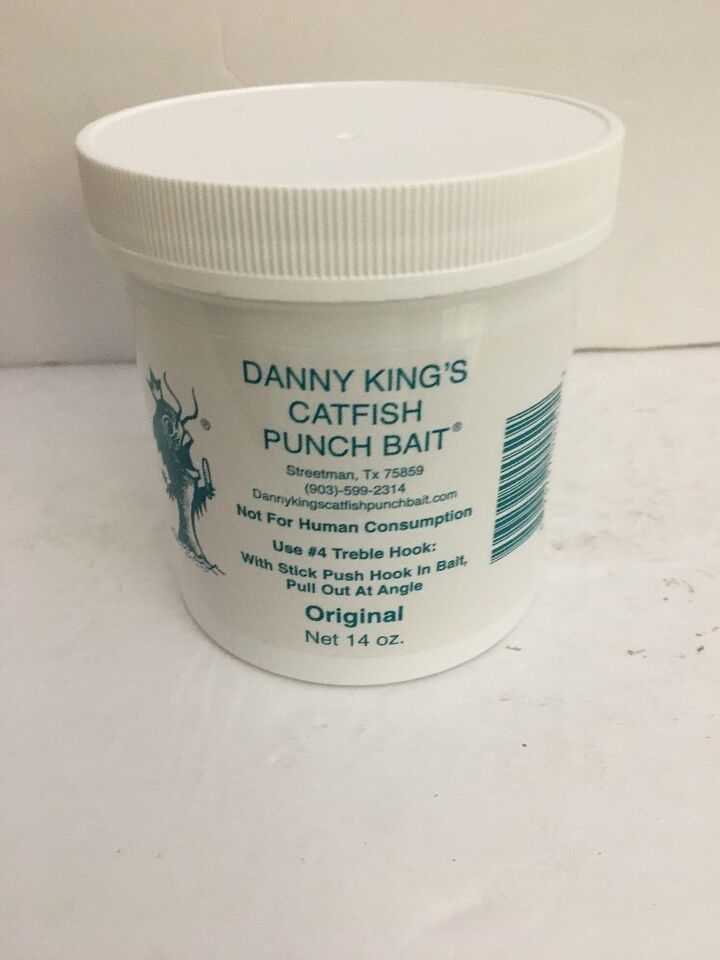 DANNY KING'S
CATFISH
PUNCH BAIT®
Streetman, Tx 75859
(903)-599-2314
Dannykingscatfishpunchbait.com
Not For Human Consumption
Use #4 Treble Hook:
With Stick Push Hook In Bait,
Pull Out At Angle
Original
Net 14 oz.
®